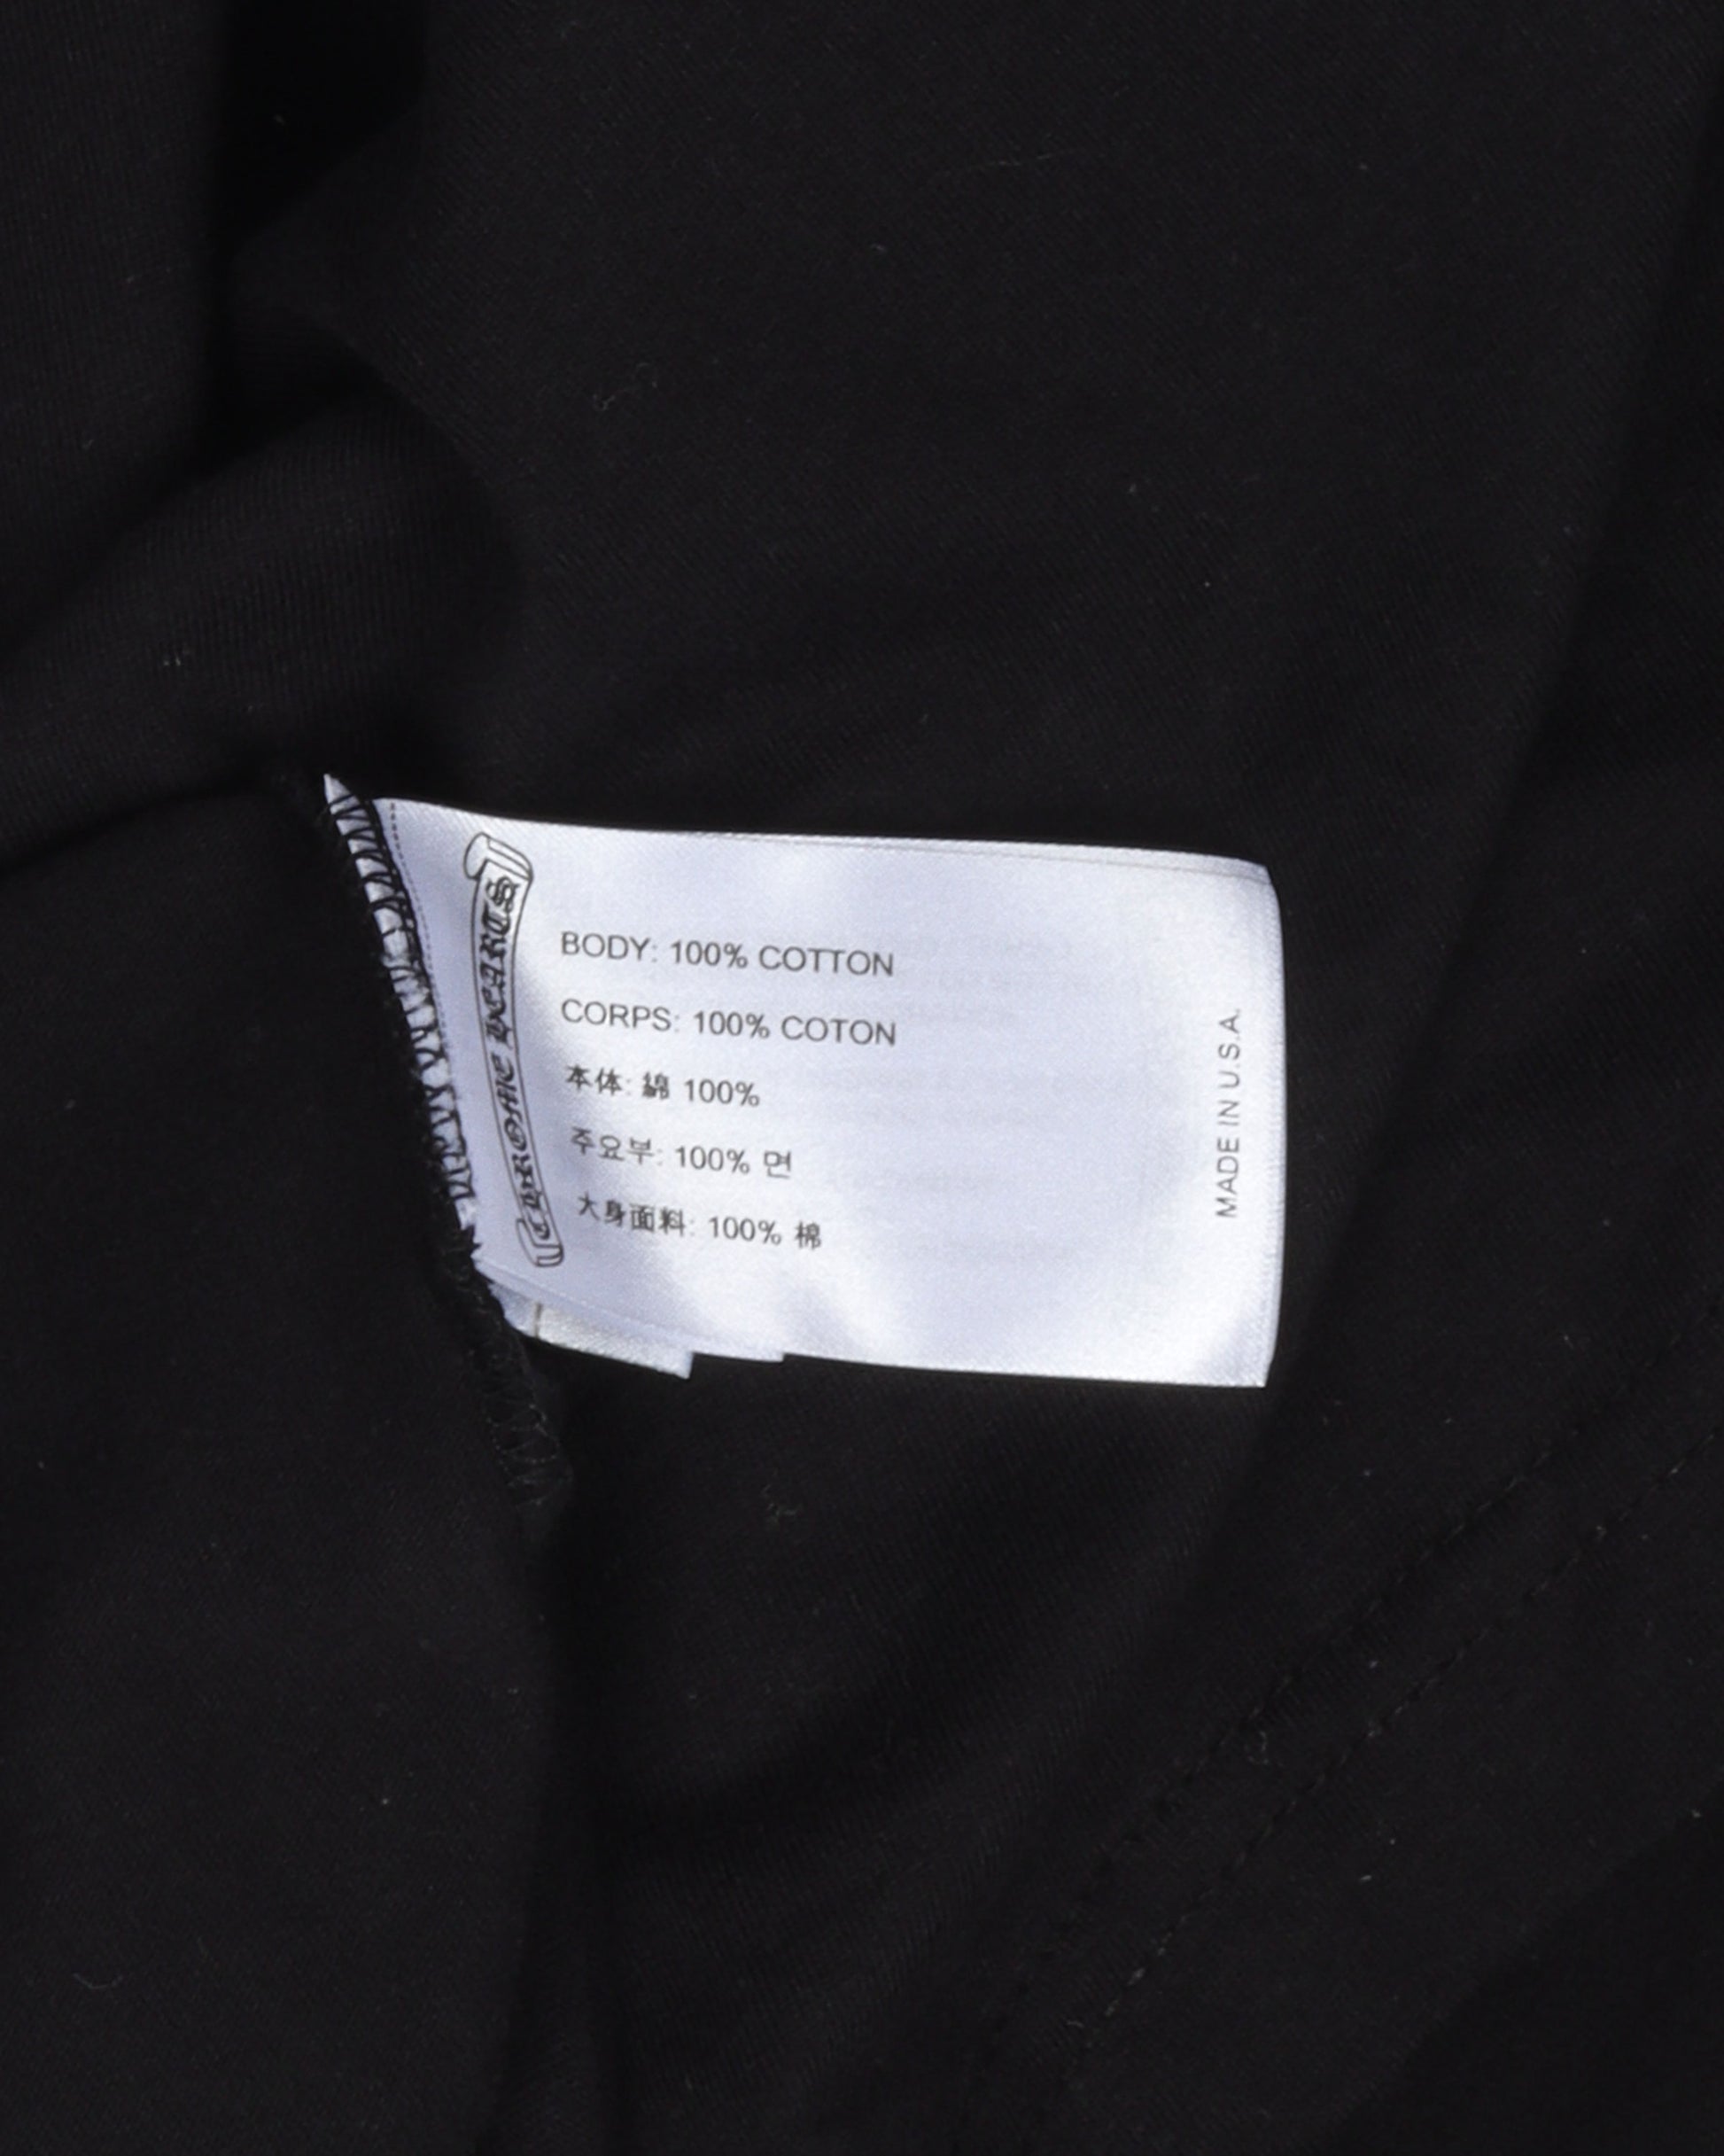 CHROME HEARTS
BODY: 100% COTTON
CORPS: 100% COTON
本体: 綿 100%
주요부: 100% 면
大身面料: 100% 棉
MADE IN U.S.A.